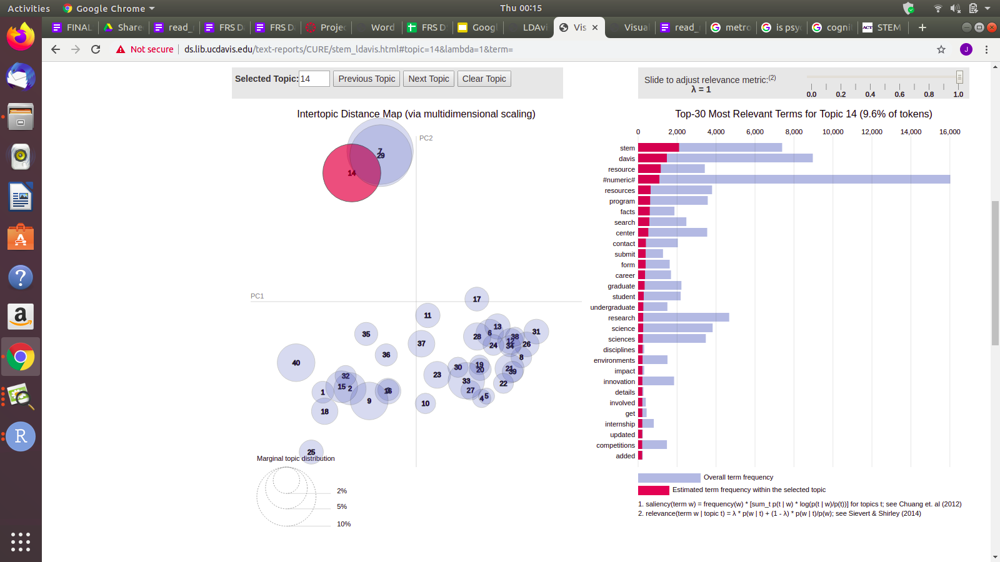 Activities
Google Chrome
Thu 00:15
FINAL
Share
read_
FRS D
FRS D
Projec
Word
FRS D
Googl
LDAvi
Vis
Visual
read_
metro
is psy
cognit
ACT STEM
Not secure
ds.lib.ucdavis.edu/text-reports/CURE/stem_ldavis.html#topic=14&lambda=1&term=
J
Selected Topic: 14
Previous Topic
Next Topic
Clear Topic
Slide to adjust relevance metric:(2)
λ = 1
0.0 0.2 0.4 0.6 0.8 1.0
Intertopic Distance Map (via multidimensional scaling)
PC2
7
29
14
PC1
17
11
13
31
35
6
38
28
12
37
26
24
34
36
8
40
19
30
20
21
39
32
23
33
22
15
2
1
16
27
5
4
9
10
18
25
Marginal topic distribution
2%
5%
10%
Top-30 Most Relevant Terms for Topic 14 (9.6% of tokens)
0 2,000 4,000 6,000 8,000 10,000 12,000 14,000 16,000
stem
davis
resource
#numeric#
resources
program
facts
search
center
contact
submit
form
career
graduate
student
undergraduate
research
science
sciences
disciplines
environments
impact
innovation
details
involved
get
internship
updated
competitions
added
Overall term frequency
Estimated term frequency within the selected topic
1. saliency(term w) = frequency(w) * [sum_t p(t | w) * log(p(t | w)/p(t))] for topics t; see Chuang et. al (2012)
2. relevance(term w | topic t) = λ * p(w | t) + (1 - λ) * p(w | t)/p(w); see Sievert & Shirley (2014)